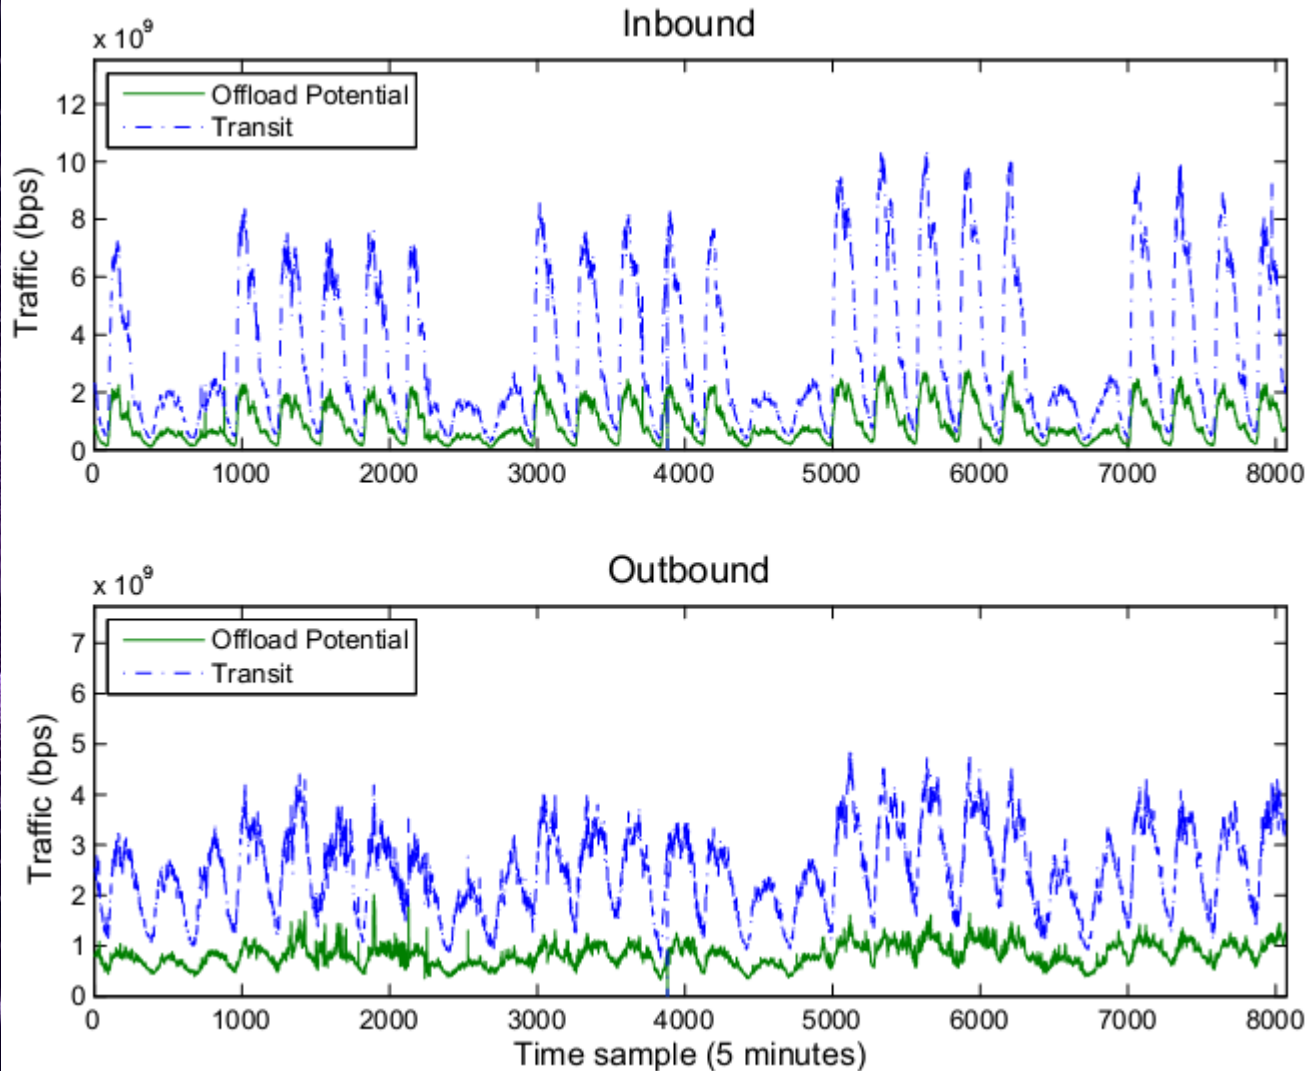 Inbound
x 10^9
Offload Potential
Transit
12
10
8
6
4
2
0
Traffic (bps)
0 1000 2000 3000 4000 5000 6000 7000 8000
Outbound
x 10^9
Offload Potential
Transit
7
6
5
4
3
2
1
0
Traffic (bps)
0 1000 2000 3000 4000 5000 6000 7000 8000
Time sample (5 minutes)